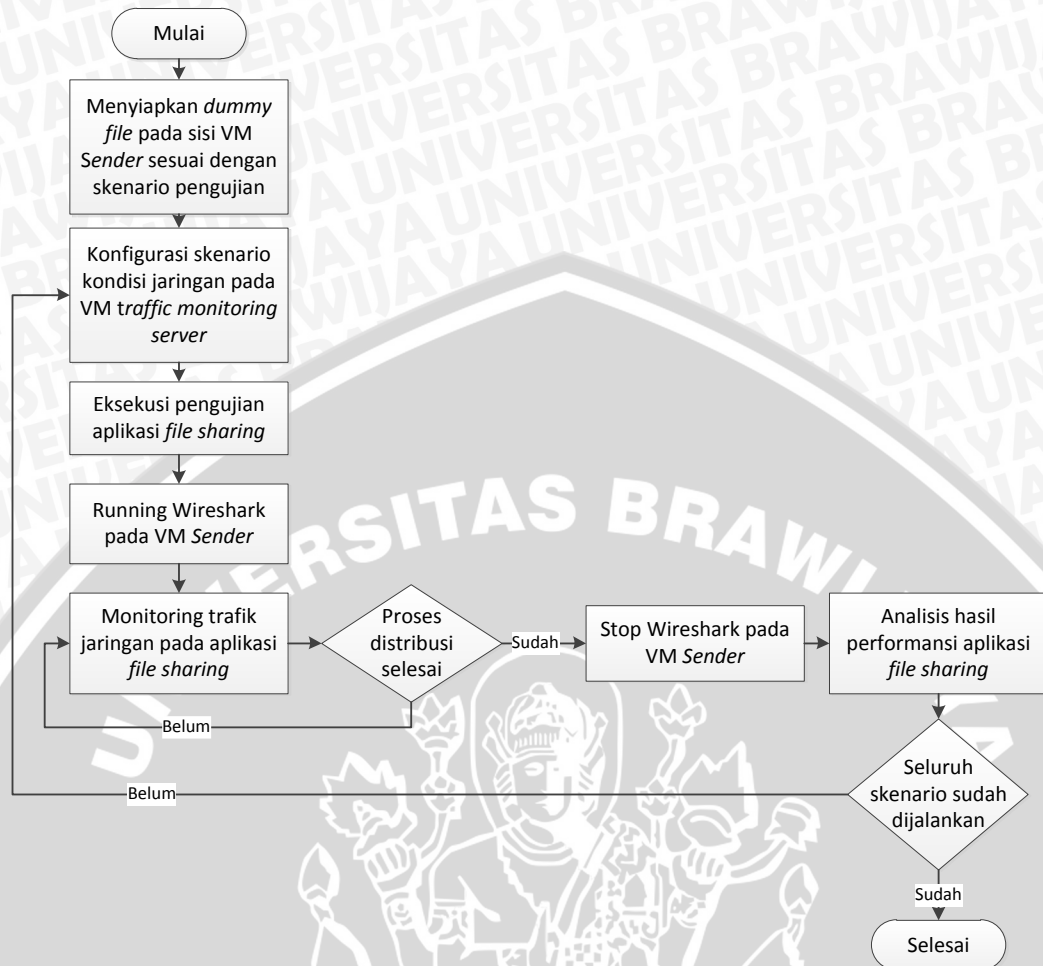 Mulai
Menyiapkan dummy
file pada sisi VM
Sender sesuai dengan
skenario pengujian
Konfigurasi skenario
kondisi jaringan pada
VM traffic monitoring
server
Eksekusi pengujian
aplikasi file sharing
Running Wireshark
pada VM Sender
Monitoring trafik
jaringan pada aplikasi
file sharing
Proses
distribusi
selesai
Sudah
Belum
Stop Wireshark pada
VM Sender
Analisis hasil
performansi aplikasi
file sharing
Seluruh
skenario sudah
dijalankan
Belum
Sudah
Selesai